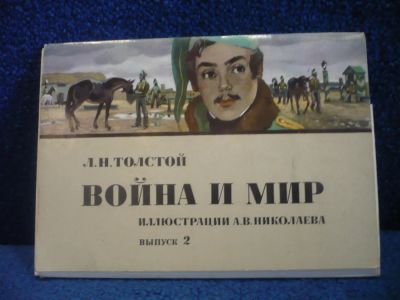 Л.Н.ТОЛСТОЙ
ВОЙНА И МИР
ИЛЛЮСТРАЦИИ А.В.НИКОЛАЕВА
ВЫПУСК 2